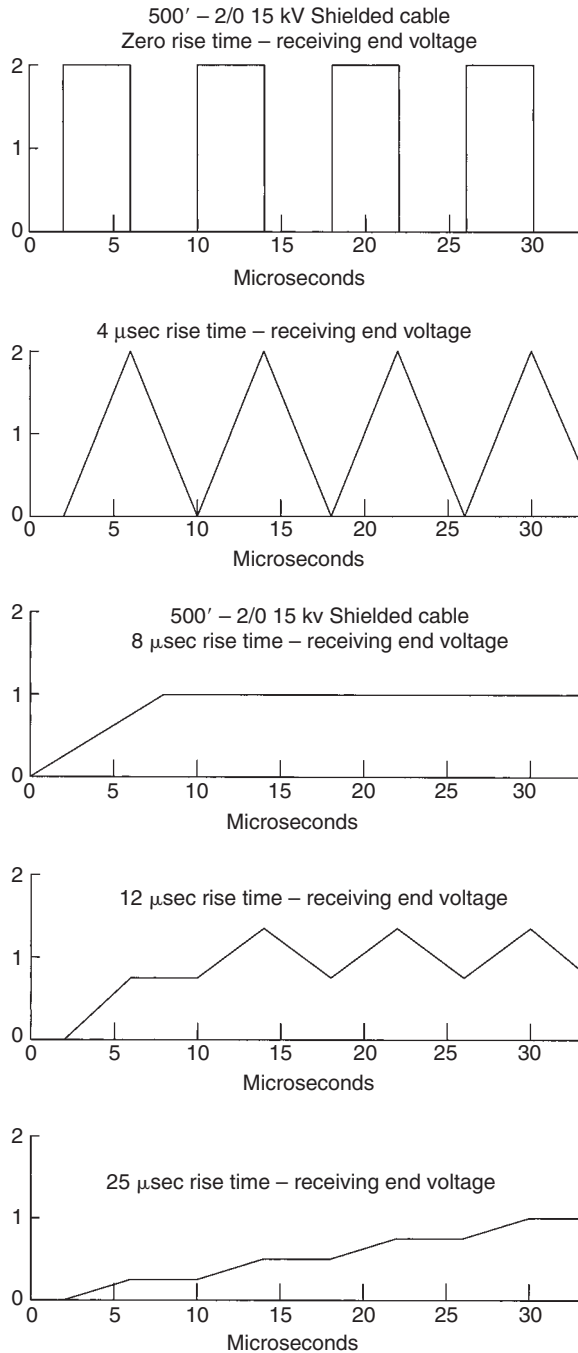 500′ – 2/0 15 kV Shielded cable
Zero rise time – receiving end voltage
2
1
0
0 5 10 15 20 25 30
Microseconds
4 μsec rise time – receiving end voltage
2
1
0
0 5 10 15 20 25 30
Microseconds
500′ – 2/0 15 kv Shielded cable
8 μsec rise time – receiving end voltage
2
1
0
0 5 10 15 20 25 30
Microseconds
12 μsec rise time – receiving end voltage
2
1
0
0 5 10 15 20 25 30
Microseconds
25 μsec rise time – receiving end voltage
2
1
0
0 5 10 15 20 25 30
Microseconds